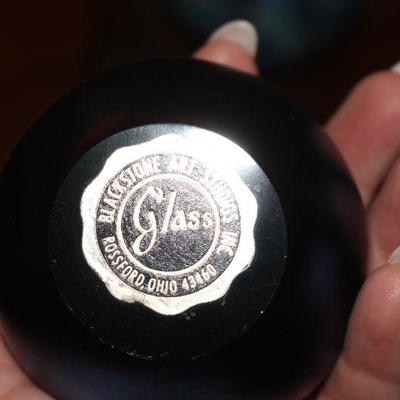 BLACKSTONE ART STUDIOS INC
Glass
ROSSFORD, OHIO 43460